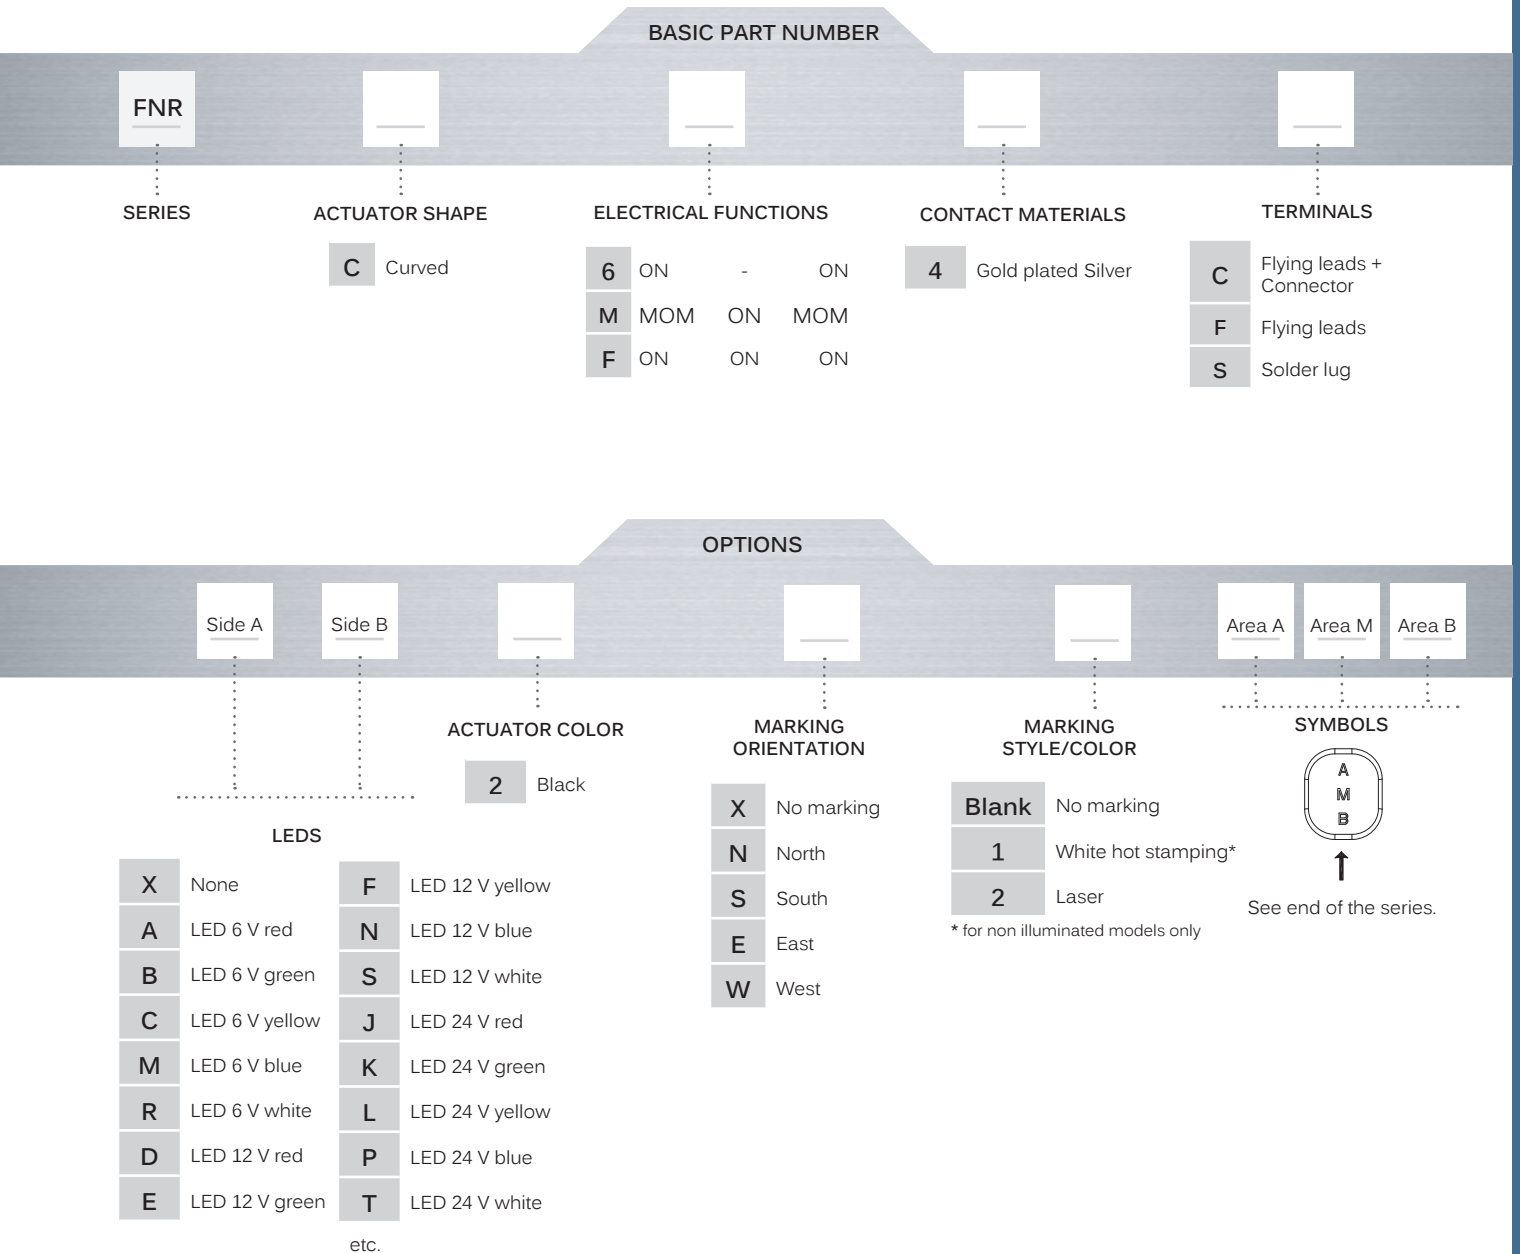 BASIC PART NUMBER
FNR
SERIES
ACTUATOR SHAPE
C Curved
ELECTRICAL FUNCTIONS
6 ON - ON
M MOM ON MOM
F ON ON ON
CONTACT MATERIALS
4 Gold plated Silver
TERMINALS
C Flying leads +
Connector
F Flying leads
S Solder lug
OPTIONS
Side A Side B
Area A Area M Area B
LEDS
X None
A LED 6 V red
B LED 6 V green
C LED 6 V yellow
M LED 6 V blue
R LED 6 V white
D LED 12 V red
E LED 12 V green
F LED 12 V yellow
N LED 12 V blue
S LED 12 V white
J LED 24 V red
K LED 24 V green
L LED 24 V yellow
P LED 24 V blue
T LED 24 V white
etc.
ACTUATOR COLOR
2 Black
MARKING
ORIENTATION
X No marking
N North
S South
E East
W West
MARKING
STYLE/COLOR
Blank No marking
1 White hot stamping*
2 Laser
* for non illuminated models only
SYMBOLS
A
M
B
See end of the series.